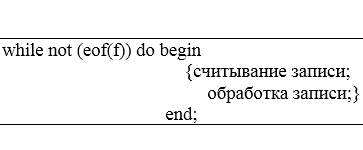 while not (eof(f)) do begin
{считывание записи;
обработка записи;}
end;